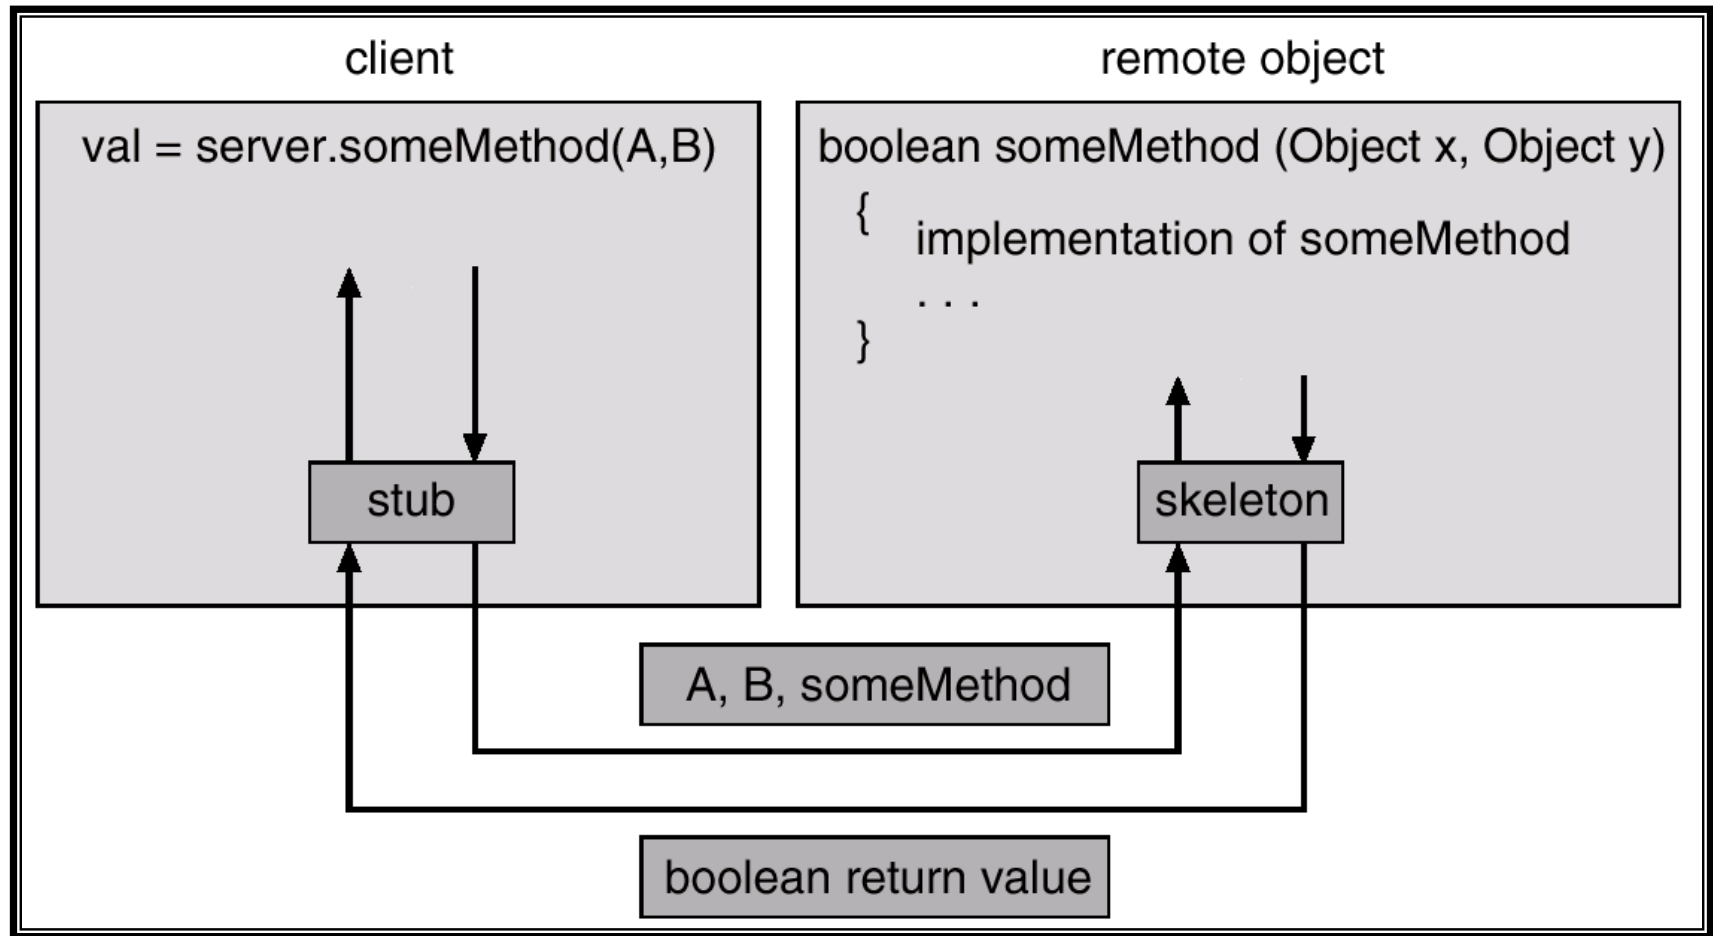 client
val = server.someMethod(A,B)
stub
remote object
boolean someMethod (Object x, Object y)
{
implementation of someMethod
. . .
}
skeleton
A, B, someMethod
boolean return value